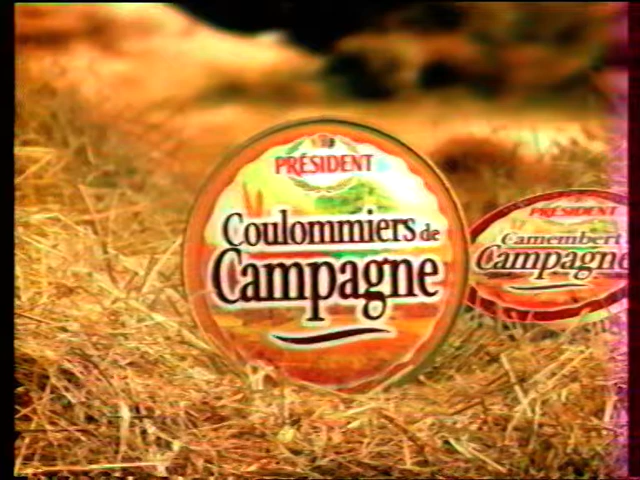 PRÉSIDENT
Coulommiers de
Campagne
PRÉSIDENT
Camembert
Campagne